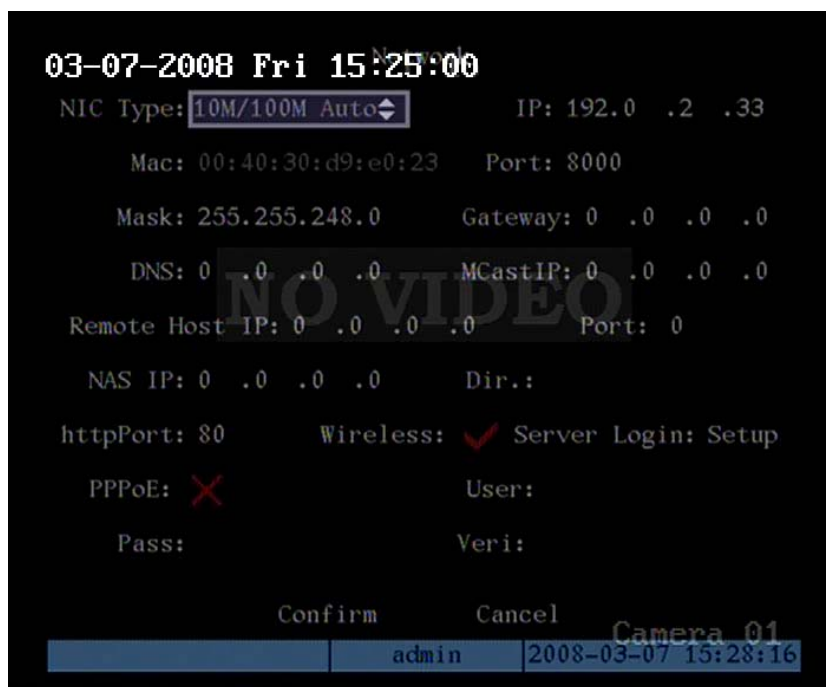 Network
03-07-2008 Fri 15:25:00
NIC Type: 10M/100M Auto IP: 192.0 .2 .33
Mac: 00:40:30:d9:e0:23 Port: 8000
Mask: 255.255.248.0 Gateway: 0 .0 .0 .0
DNS: 0 .0 .0 .0 MCastIP: 0 .0 .0 .0
NO VIDEO
Remote Host IP: 0 .0 .0 .0 Port: 0
NAS IP: 0 .0 .0 .0 Dir.:
httpPort: 80 Wireless: Server Login: Setup
PPPoE: User:
Pass: Veri:
Confirm Cancel
Camera 01
admin 2008-03-07 15:28:16